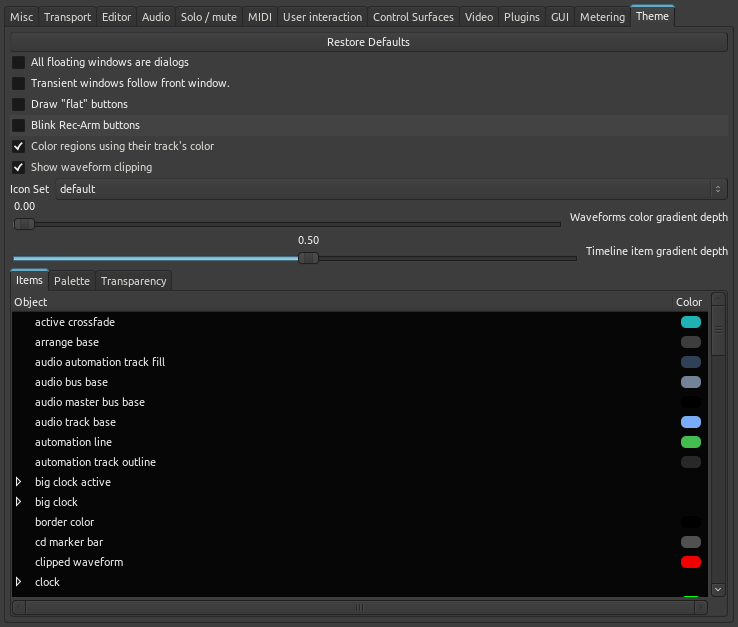 Misc Transport Editor Audio Solo / mute MIDI User interaction Control Surfaces Video Plugins GUI Metering Theme
Restore Defaults
All floating windows are dialogs
Transient windows follow front window.
Draw "flat" buttons
Blink Rec-Arm buttons
Color regions using their track's color
Show waveform clipping
Icon Set default
0.00
Waveforms color gradient depth
0.50
Timeline item gradient depth
Items Palette Transparency
Object Color
active crossfade
arrange base
audio automation track fill
audio bus base
audio master bus base
audio track base
automation line
automation track outline
big clock active
big clock
border color
cd marker bar
clipped waveform
clock